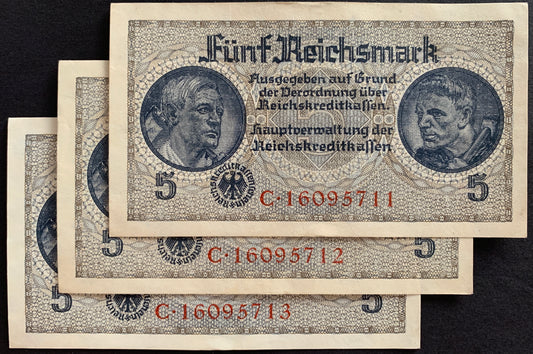 Fünf Reichsmark
Ausgegeben auf Grund
der Verordnung über
Reichskreditkassen.
Hauptverwaltung der
Reichskreditkassen
5 5
C·16095711
5
C·16095712
5 5
C·16095713